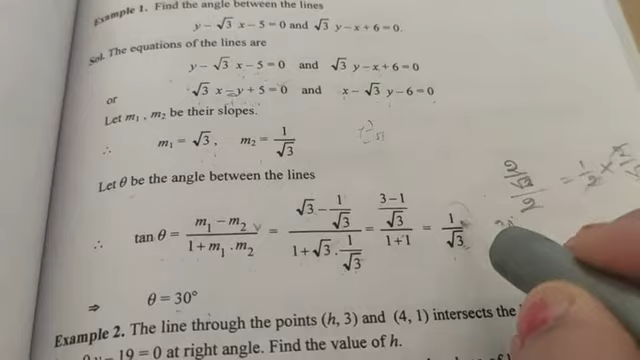 Example 1. Find the angle between the lines
y − √3 x − 5 = 0 and √3 y − x + 6 = 0.
Sol. The equations of the lines are
y − √3 x − 5 = 0 and √3 y − x + 6 = 0
or √3 x − y + 5 = 0 and x − √3 y − 6 = 0
Let m₁ , m₂ be their slopes.
∴ m₁ = √3 , m₂ = 1/√3
Let θ be the angle between the lines
∴ tan θ = (m₁ − m₂)/(1 + m₁ . m₂) = (√3 − 1/√3)/(1 + √3 . 1/√3) = ((3 − 1)/√3)/(1 + 1) = 1/√3
⇒ θ = 30°
Example 2. The line through the points (h, 3) and (4, 1) intersects the
− 19 = 0 at right angle. Find the value of h.